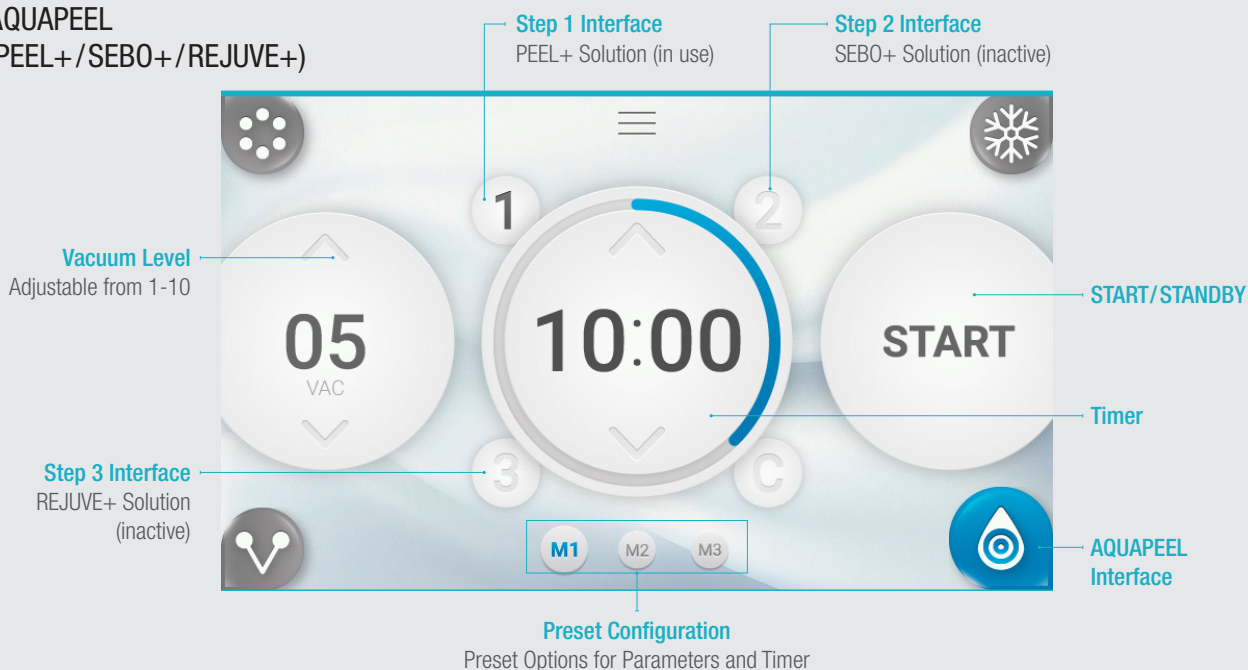 AQUAPEEL
PEEL+/SEBO+/REJUVE+)
Step 1 Interface
PEEL+ Solution (in use)
Step 2 Interface
SEBO+ Solution (inactive)
1
2
Vacuum Level
Adjustable from 1-10
05
VAC
10:00
START
START/STANDBY
Timer
Step 3 Interface
REJUVE+ Solution
(inactive)
3
C
M1 M2 M3
AQUAPEEL
Interface
Preset Configuration
Preset Options for Parameters and Timer